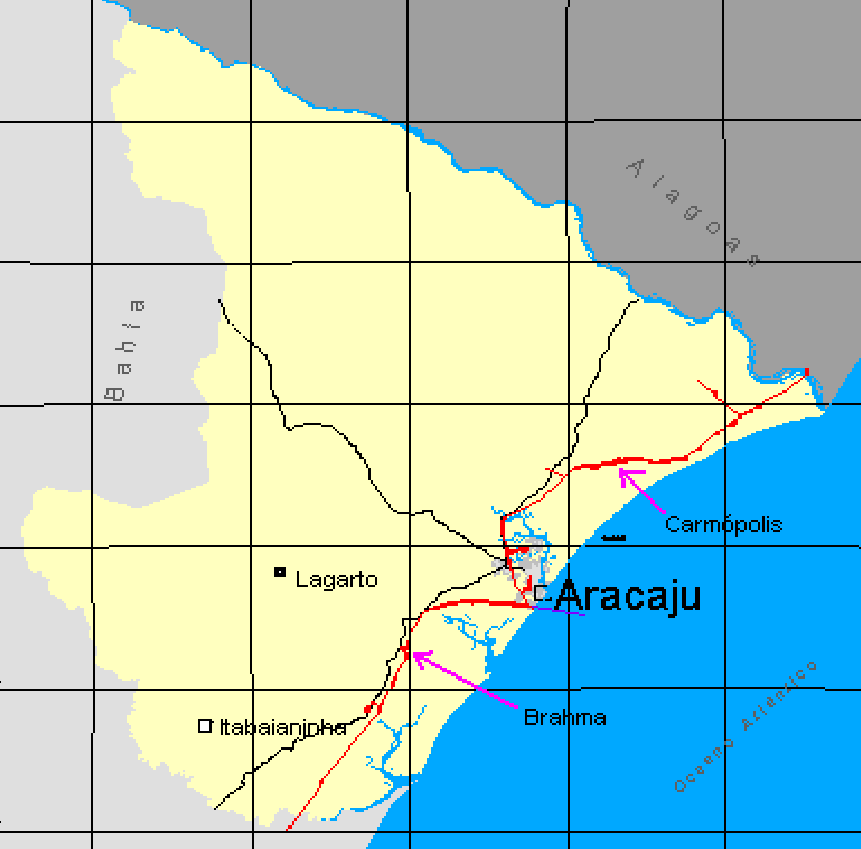 Alagoas
Bahia
Carmópolis
Lagarto
Aracaju
Brahma
Itabaianinha
Oceano Atlântico